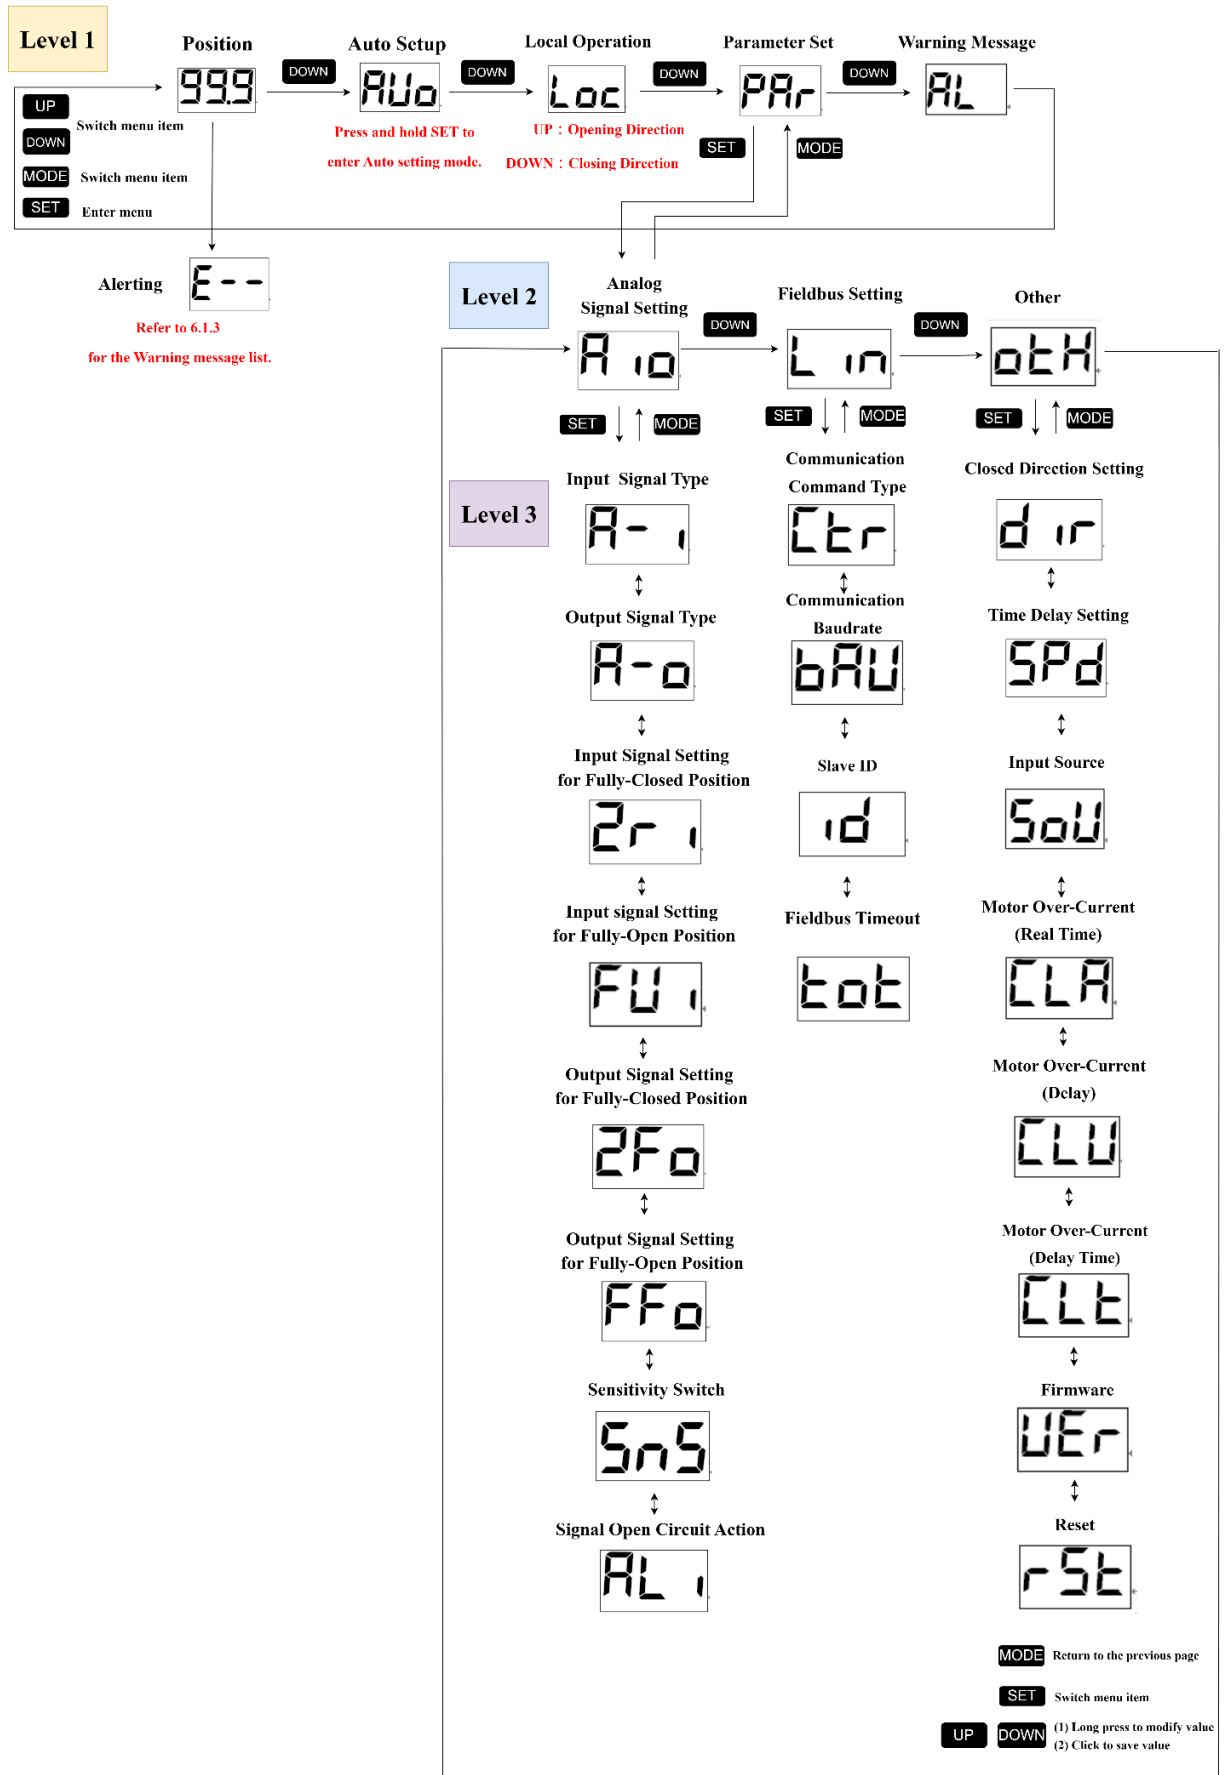 Level 1
Position
Auto Setup
Local Operation
Parameter Set
Warning Message
99.9
DOWN
AUo
DOWN
Loc
DOWN
PAr
DOWN
AL
UP
DOWN
Switch menu item
MODE
Switch menu item
SET
Enter menu
Press and hold SET to
enter Auto setting mode.
UP：Opening Direction
DOWN：Closing Direction
SET
MODE
Alerting
E--
Refer to 6.1.3
for the Warning message list.
Level 2
Analog
Signal Setting
Fieldbus Setting
Other
A io
DOWN
L in
DOWN
otH
SET
MODE
SET
MODE
SET
MODE
Level 3
Input Signal Type
A- i
Output Signal Type
A-o
Input Signal Setting
for Fully-Closed Position
2r i
Input signal Setting
for Fully-Open Position
FU i
Output Signal Setting
for Fully-Closed Position
2Fo
Output Signal Setting
for Fully-Open Position
FFo
Sensitivity Switch
SnS
Signal Open Circuit Action
AL i
Communication
Command Type
Ctr
Communication
Baudrate
bAU
Slave ID
id
Fieldbus Timeout
tot
Closed Direction Setting
d ir
Time Delay Setting
SPd
Input Source
SoU
Motor Over-Current
(Real Time)
CLA
Motor Over-Current
(Delay)
CLU
Motor Over-Current
(Delay Time)
CLt
Firmware
UEr
Reset
rSt
MODE Return to the previous page
SET Switch menu item
UP DOWN (1) Long press to modify value
(2) Click to save value